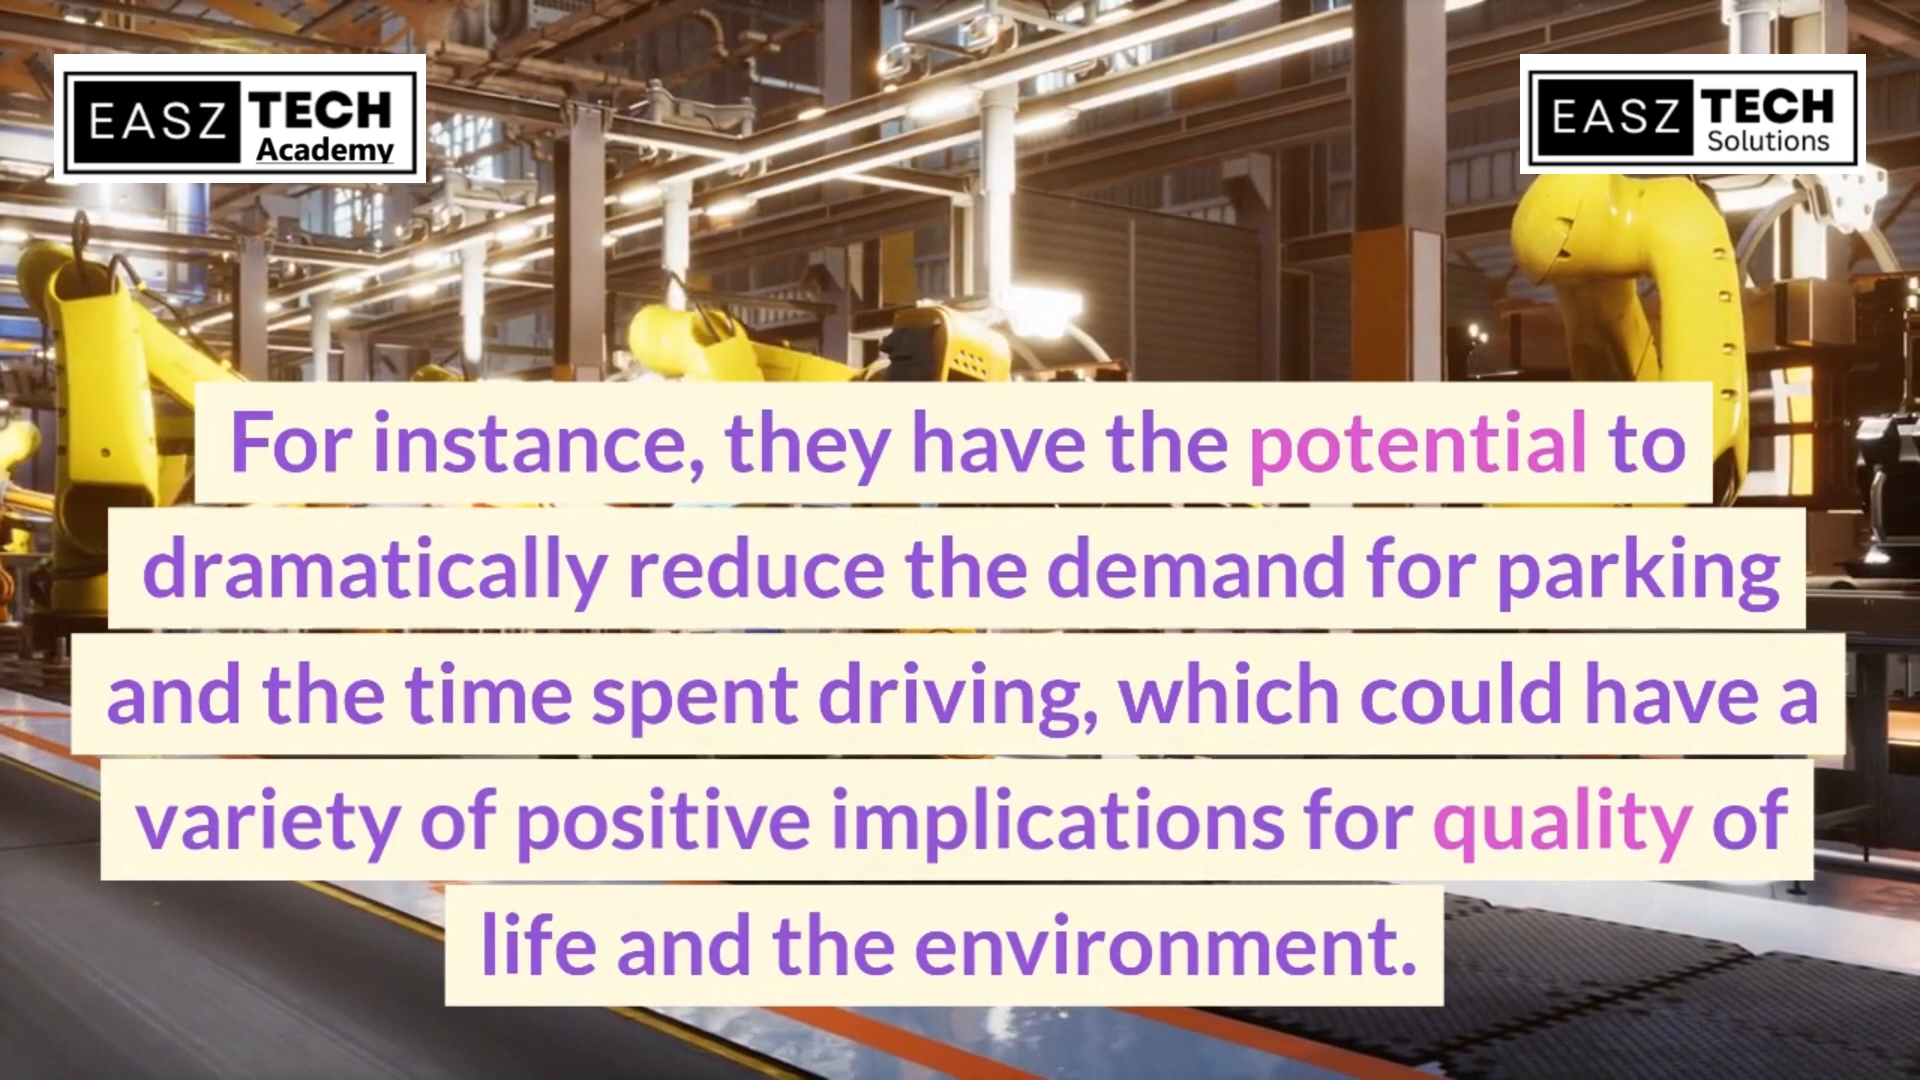 EASZ TECH
Academy
EASZ TECH
Solutions
For instance, they have the potential to
dramatically reduce the demand for parking
and the time spent driving, which could have a
variety of positive implications for quality of
life and the environment.